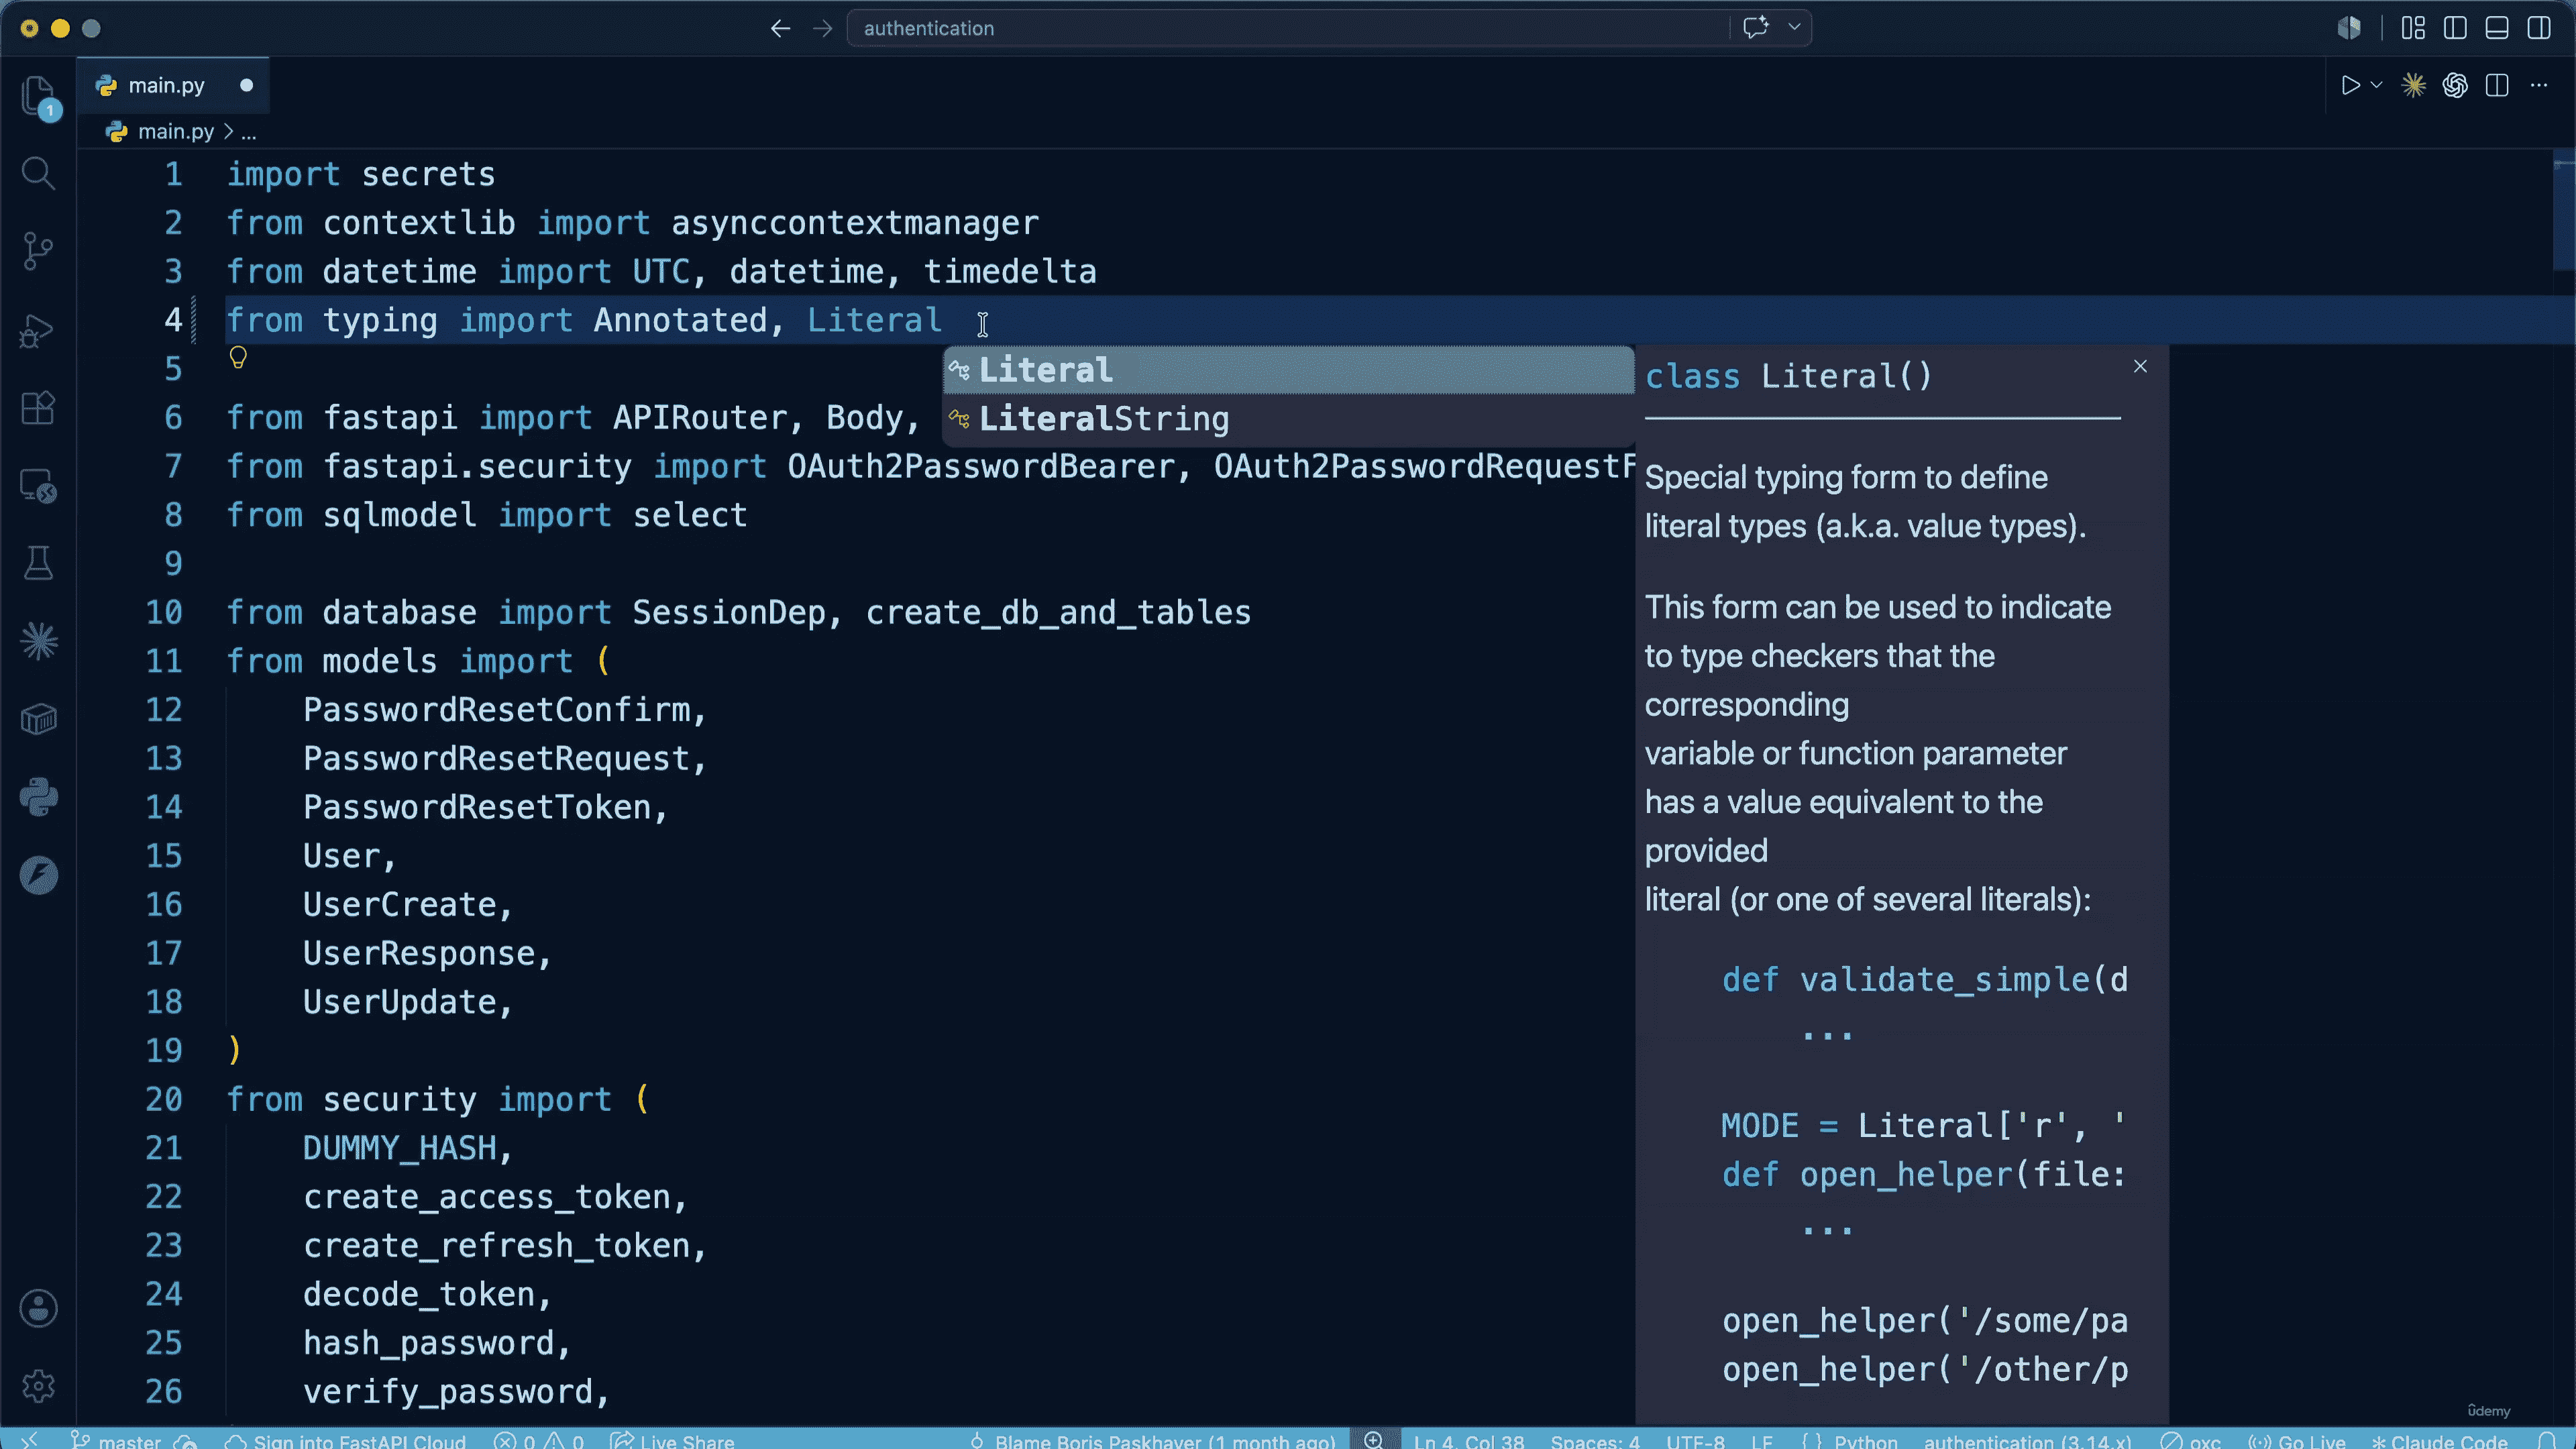 authentication
main.py
main.py > ...
1
1 import secrets
2 from contextlib import asynccontextmanager
3 from datetime import UTC, datetime, timedelta
4 from typing import Annotated, Literal
5
6 from fastapi import APIRouter, Body,
7 from fastapi.security import OAuth2PasswordBearer, OAuth2PasswordRequestF
8 from sqlmodel import select
9
10 from database import SessionDep, create_db_and_tables
11 from models import (
12 PasswordResetConfirm,
13 PasswordResetRequest,
14 PasswordResetToken,
15 User,
16 UserCreate,
17 UserResponse,
18 UserUpdate,
19 )
20 from security import (
21 DUMMY_HASH,
22 create_access_token,
23 create_refresh_token,
24 decode_token,
25 hash_password,
26 verify_password,
Literal
LiteralString
class Literal()
Special typing form to define
literal types (a.k.a. value types).
This form can be used to indicate
to type checkers that the
corresponding
variable or function parameter
has a value equivalent to the
provided
literal (or one of several literals):
def validate_simple(d
...
MODE = Literal['r', '
def open_helper(file:
...
open_helper('/some/pa
open_helper('/other/p
ûdemy
master Sign into FastAPI Cloud 0 0 Live Share Blame Boris Paskhaver (1 month ago) Ln 4, Col 38 Spaces: 4 UTF-8 LF {} Python authentication (3.14.x) oxc Go Live Claude Code